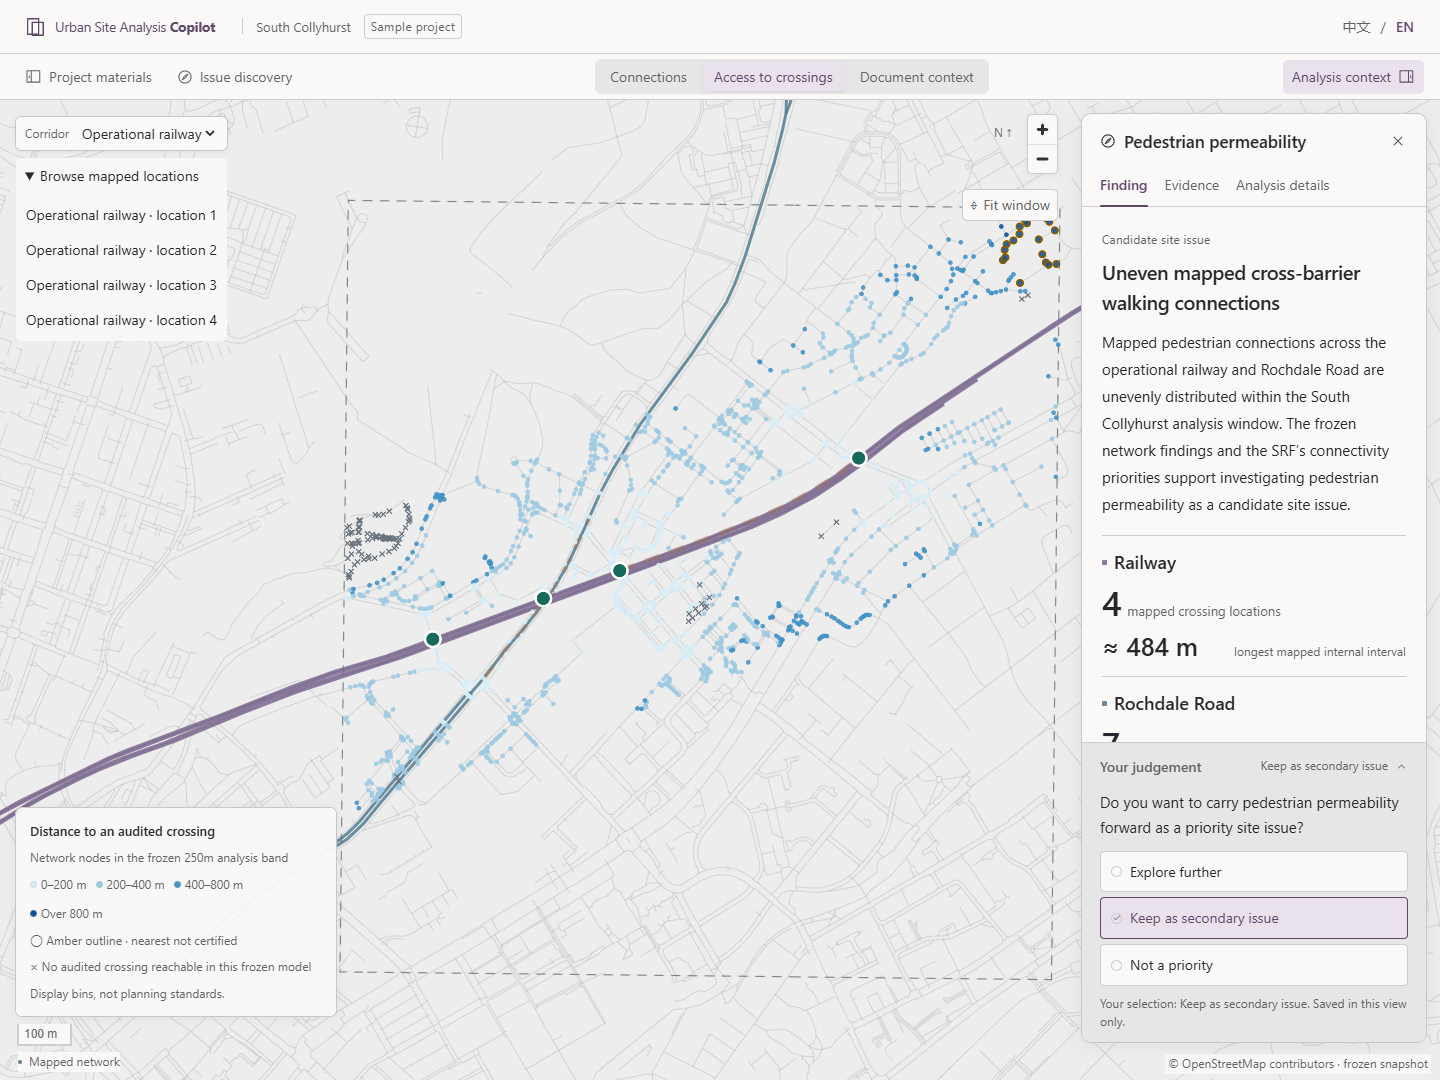 Urban Site Analysis Copilot
South Collyhurst
Sample project
中文 / EN
Project materials
Issue discovery
Connections
Access to crossings
Document context
Analysis context
Corridor Operational railway
▼ Browse mapped locations
Operational railway · location 1
Operational railway · location 2
Operational railway · location 3
Operational railway · location 4
N ↑
+
−
Fit window
Pedestrian permeability
Finding
Evidence
Analysis details
Candidate site issue
Uneven mapped cross-barrier
walking connections
Mapped pedestrian connections across the
operational railway and Rochdale Road are
unevenly distributed within the South
Collyhurst analysis window. The frozen
network findings and the SRF's connectivity
priorities support investigating pedestrian
permeability as a candidate site issue.
Railway
4 mapped crossing locations
≈ 484 m longest mapped internal interval
Rochdale Road
Your judgement
Keep as secondary issue
Do you want to carry pedestrian permeability
forward as a priority site issue?
Explore further
Keep as secondary issue
Not a priority
Your selection: Keep as secondary issue. Saved in this view
only.
Distance to an audited crossing
Network nodes in the frozen 250m analysis band
0–200 m
200–400 m
400–800 m
Over 800 m
Amber outline · nearest not certified
× No audited crossing reachable in this frozen model
Display bins, not planning standards.
100 m
Mapped network
© OpenStreetMap contributors · frozen snapshot